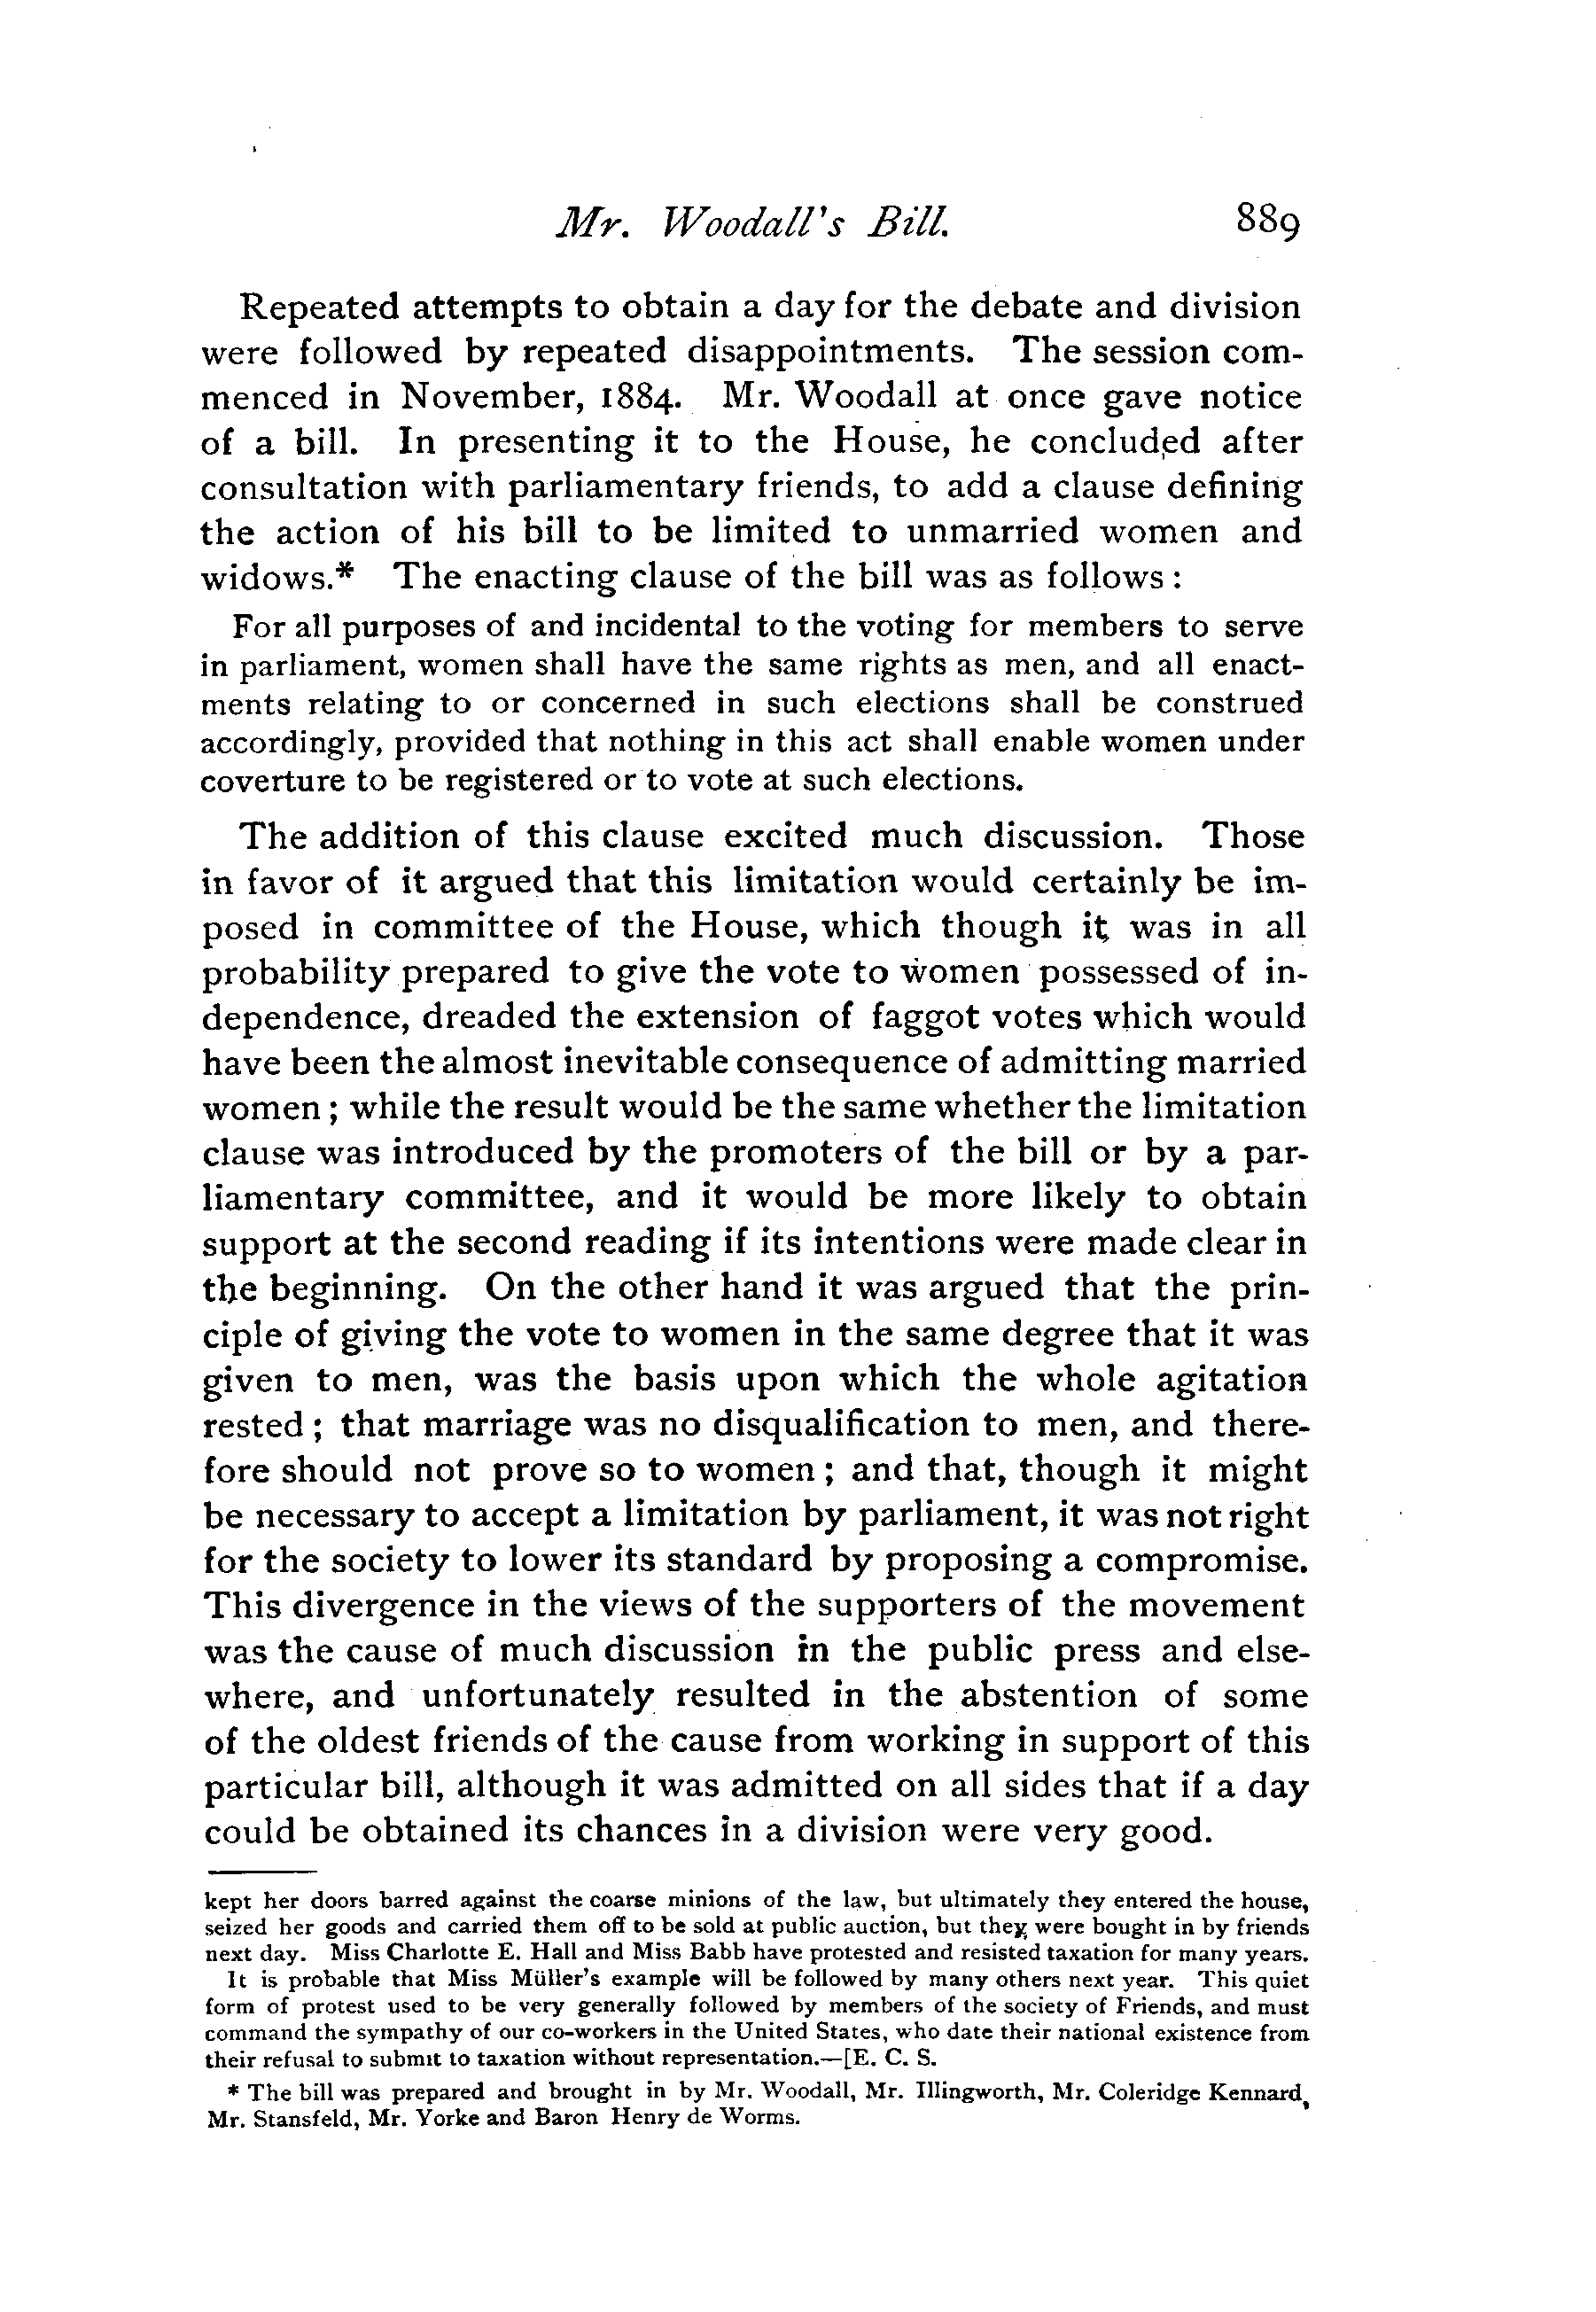 Mr. Woodall's Bill. 889
Repeated attempts to obtain a day for the debate and division
were followed by repeated disappointments. The session com-
menced in November, 1884. Mr. Woodall at once gave notice
of a bill. In presenting it to the House, he concluded after
consultation with parliamentary friends, to add a clause defining
the action of his bill to be limited to unmarried women and
widows.* The enacting clause of the bill was as follows :
For all purposes of and incidental to the voting for members to serve
in parliament, women shall have the same rights as men, and all enact-
ments relating to or concerned in such elections shall be construed
accordingly, provided that nothing in this act shall enable women under
coverture to be registered or to vote at such elections.
The addition of this clause excited much discussion. Those
in favor of it argued that this limitation would certainly be im-
posed in committee of the House, which though it was in all
probability prepared to give the vote to women possessed of in-
dependence, dreaded the extension of faggot votes which would
have been the almost inevitable consequence of admitting married
women ; while the result would be the same whether the limitation
clause was introduced by the promoters of the bill or by a par-
liamentary committee, and it would be more likely to obtain
support at the second reading if its intentions were made clear in
the beginning. On the other hand it was argued that the prin-
ciple of giving the vote to women in the same degree that it was
given to men, was the basis upon which the whole agitation
rested ; that marriage was no disqualification to men, and there-
fore should not prove so to women ; and that, though it might
be necessary to accept a limitation by parliament, it was not right
for the society to lower its standard by proposing a compromise.
This divergence in the views of the supporters of the movement
was the cause of much discussion in the public press and else-
where, and unfortunately resulted in the abstention of some
of the oldest friends of the cause from working in support of this
particular bill, although it was admitted on all sides that if a day
could be obtained its chances in a division were very good.
kept her doors barred against the coarse minions of the law, but ultimately they entered the house,
seized her goods and carried them off to be sold at public auction, but they were bought in by friends
next day. Miss Charlotte E. Hall and Miss Babb have protested and resisted taxation for many years.
It is probable that Miss Müller's example will be followed by many others next year. This quiet
form of protest used to be very generally followed by members of the society of Friends, and must
command the sympathy of our co-workers in the United States, who date their national existence from
their refusal to submit to taxation without representation.—[E. C. S.
* The bill was prepared and brought in by Mr. Woodall, Mr. Illingworth, Mr. Coleridge Kennard,
Mr. Stansfeld, Mr. Yorke and Baron Henry de Worms.